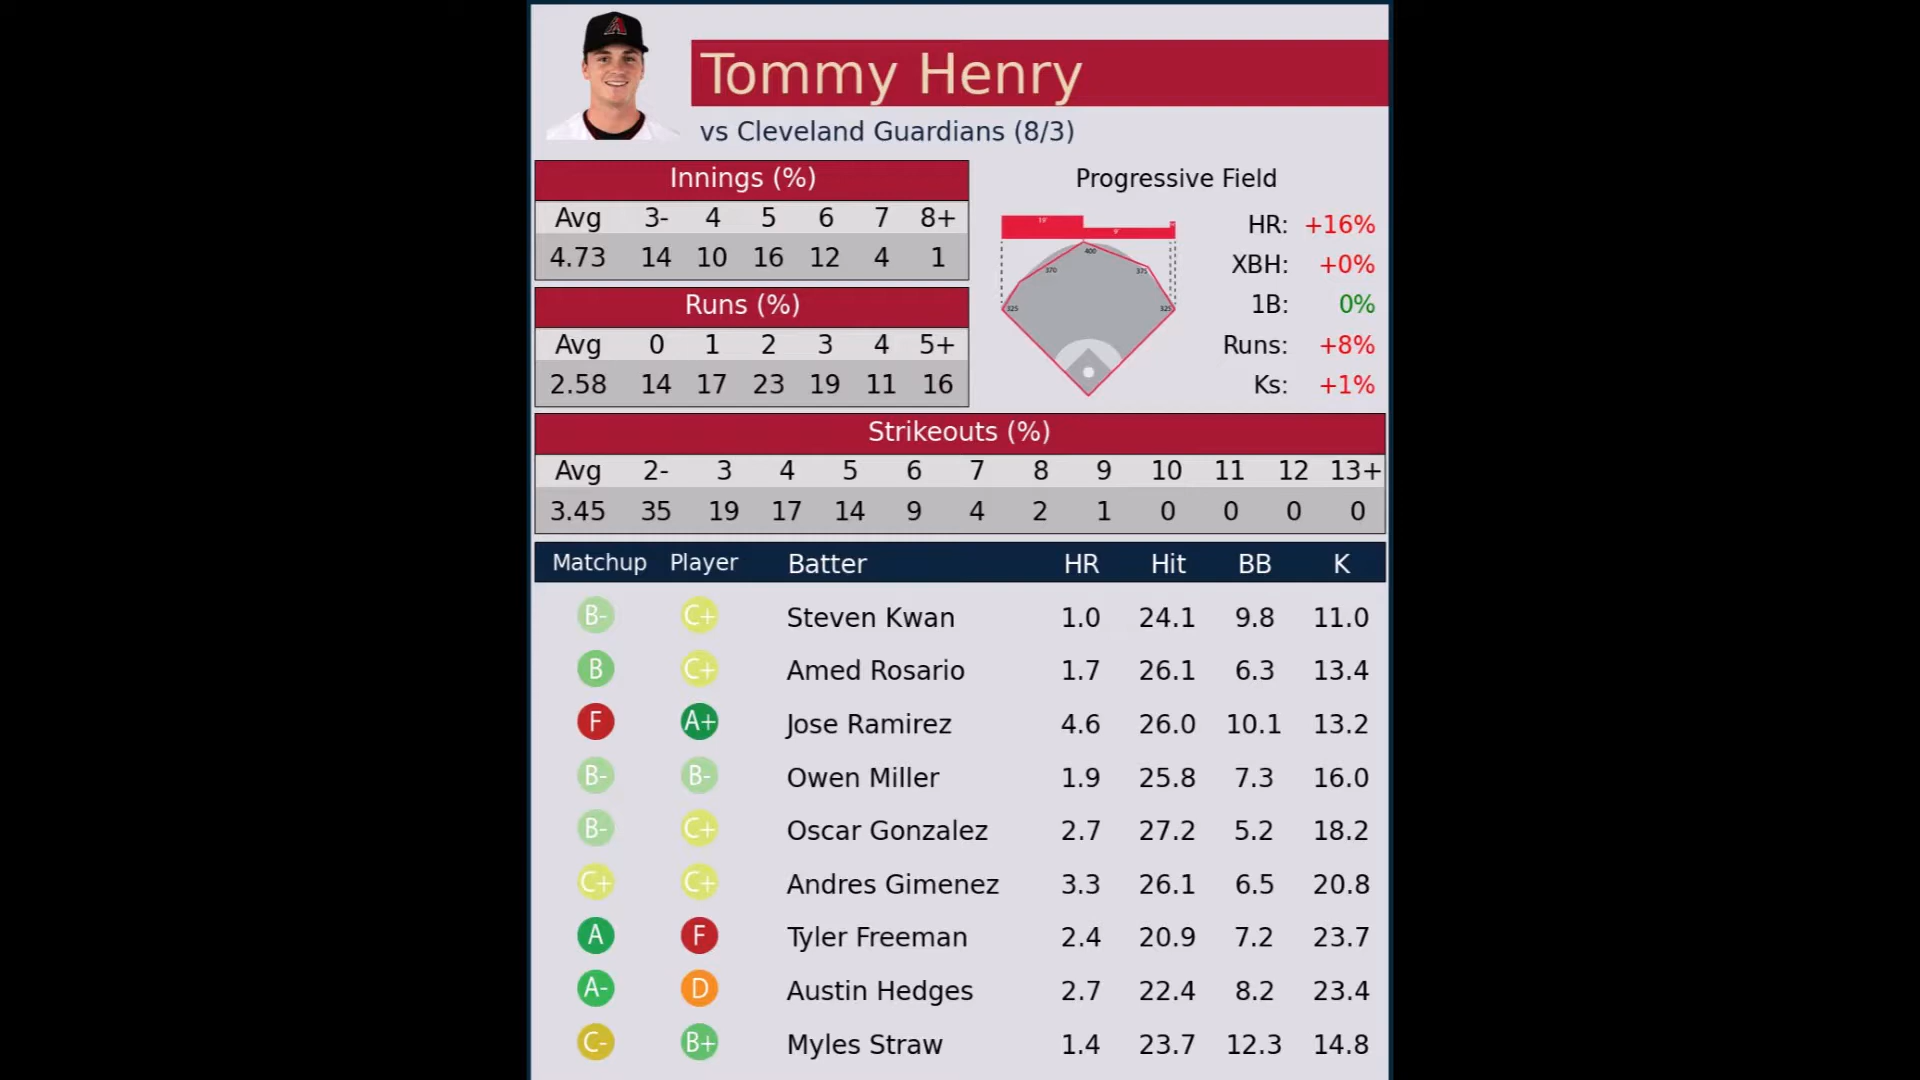 Tommy Henry
vs Cleveland Guardians (8/3)
Innings (%)
Avg 3- 4 5 6 7 8+
4.73 14 10 16 12 4 1
Runs (%)
Avg 0 1 2 3 4 5+
2.58 14 17 23 19 11 16
Progressive Field
19'
9'
400
370
375
325
325
HR: +16%
XBH: +0%
1B: 0%
Runs: +8%
Ks: +1%
Strikeouts (%)
Avg 2- 3 4 5 6 7 8 9 10 11 12 13+
3.45 35 19 17 14 9 4 2 1 0 0 0 0
Matchup Player Batter HR Hit BB K
B- C+ Steven Kwan 1.0 24.1 9.8 11.0
B C+ Amed Rosario 1.7 26.1 6.3 13.4
F A+ Jose Ramirez 4.6 26.0 10.1 13.2
B- B- Owen Miller 1.9 25.8 7.3 16.0
B- C+ Oscar Gonzalez 2.7 27.2 5.2 18.2
C+ C+ Andres Gimenez 3.3 26.1 6.5 20.8
A F Tyler Freeman 2.4 20.9 7.2 23.7
A- D Austin Hedges 2.7 22.4 8.2 23.4
C- B+ Myles Straw 1.4 23.7 12.3 14.8